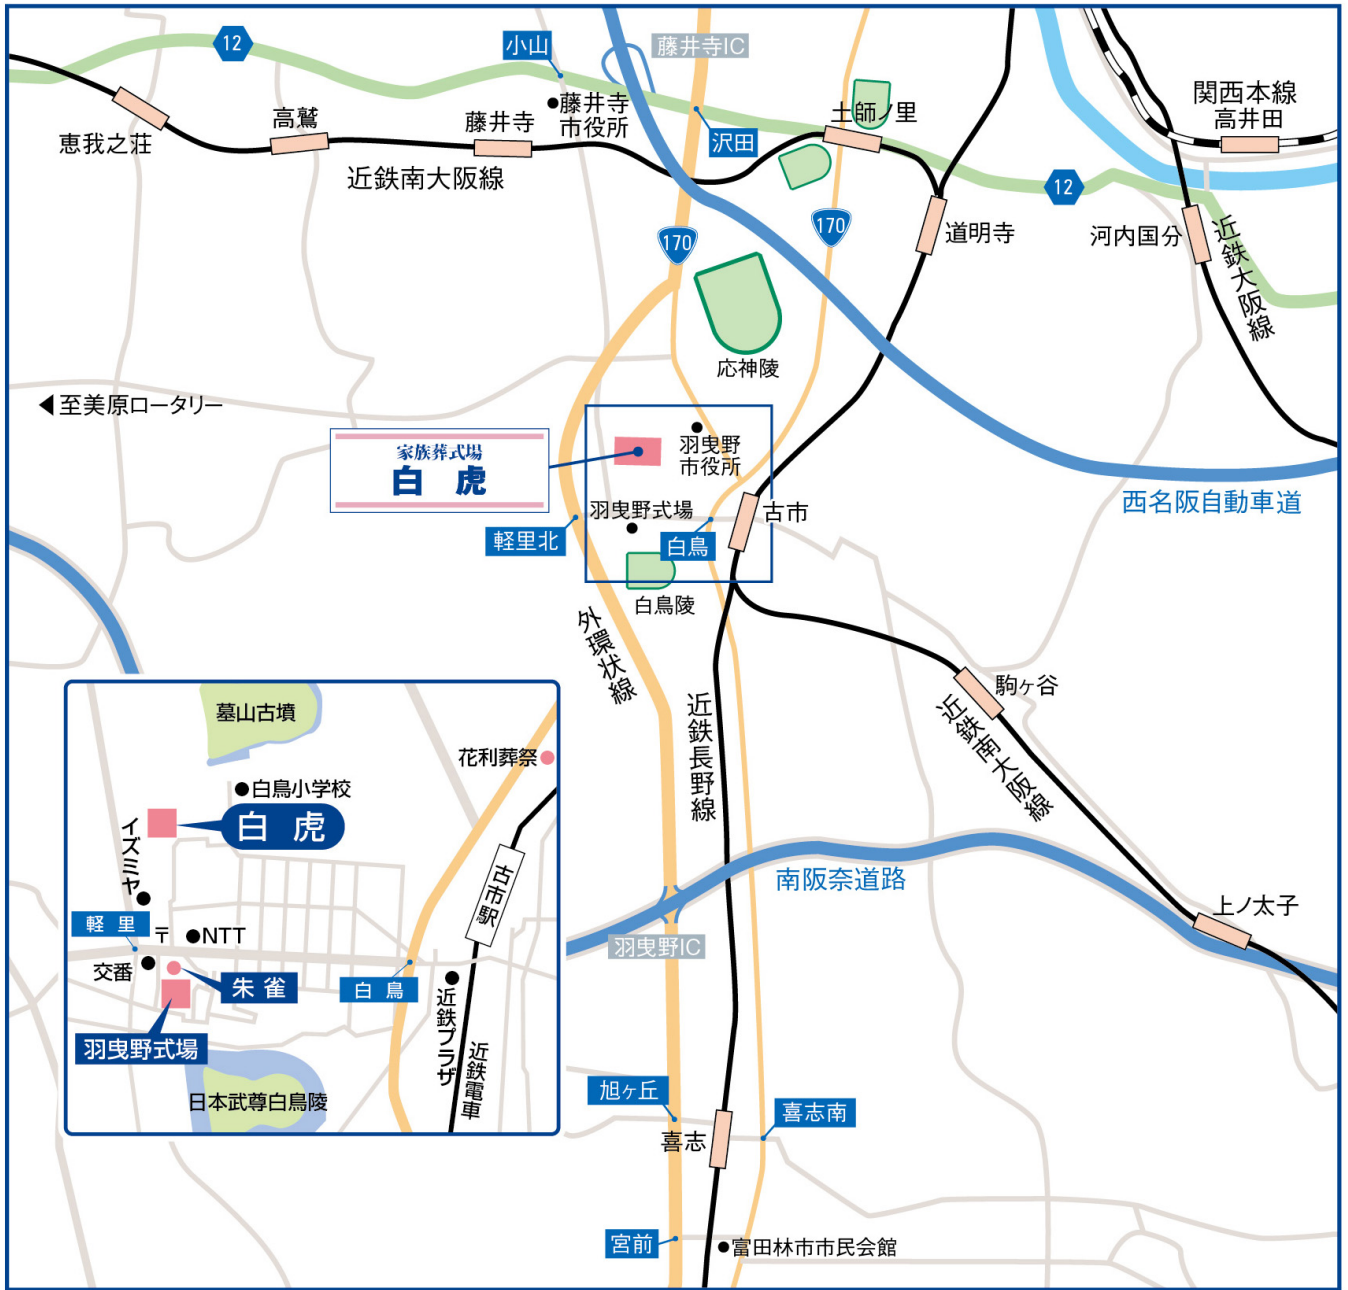 12
小山
藤井寺IC
藤井寺
市役所
関西本線
高井田
恵我之荘
高鷲
藤井寺
沢田
土師ノ里
近鉄南大阪線
12
170
170
道明寺
河内国分
近鉄大阪線
応神陵
至美原ロータリー
家族葬式場
白虎
羽曳野
市役所
西名阪自動車道
羽曳野式場
古市
軽里北
白鳥
白鳥陵
外環状線
駒ヶ谷
近鉄南大阪線
近鉄長野線
南阪奈道路
上ノ太子
羽曳野IC
旭ヶ丘
喜志南
喜志
宮前
富田林市市民会館
墓山古墳
花利葬祭
白鳥小学校
白虎
イズミヤ
古市駅
軽里
〒
NTT
交番
朱雀
白鳥
近鉄プラザ
羽曳野式場
近鉄電車
日本武尊白鳥陵